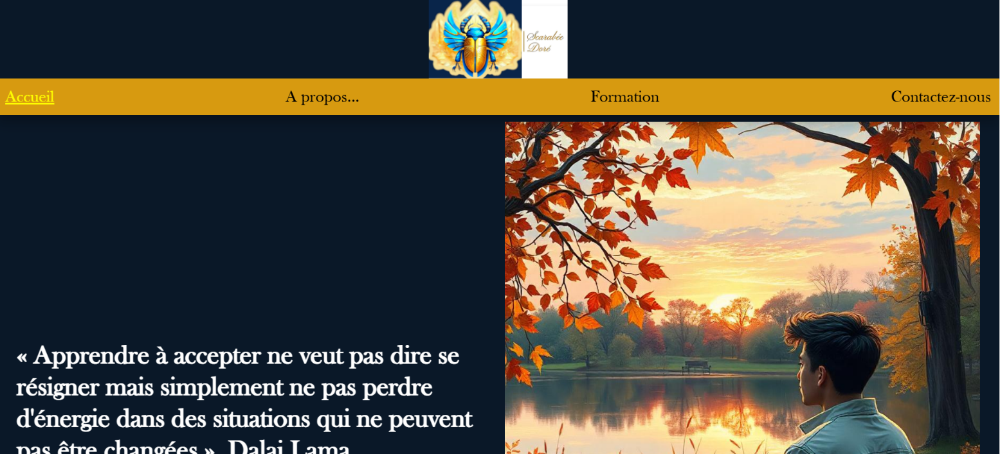 Scarabée
Doré
Accueil A propos... Formation Contactez-nous
« Apprendre à accepter ne veut pas dire se
résigner mais simplement ne pas perdre
d'énergie dans des situations qui ne peuvent
pas être changées », Dalai Lama